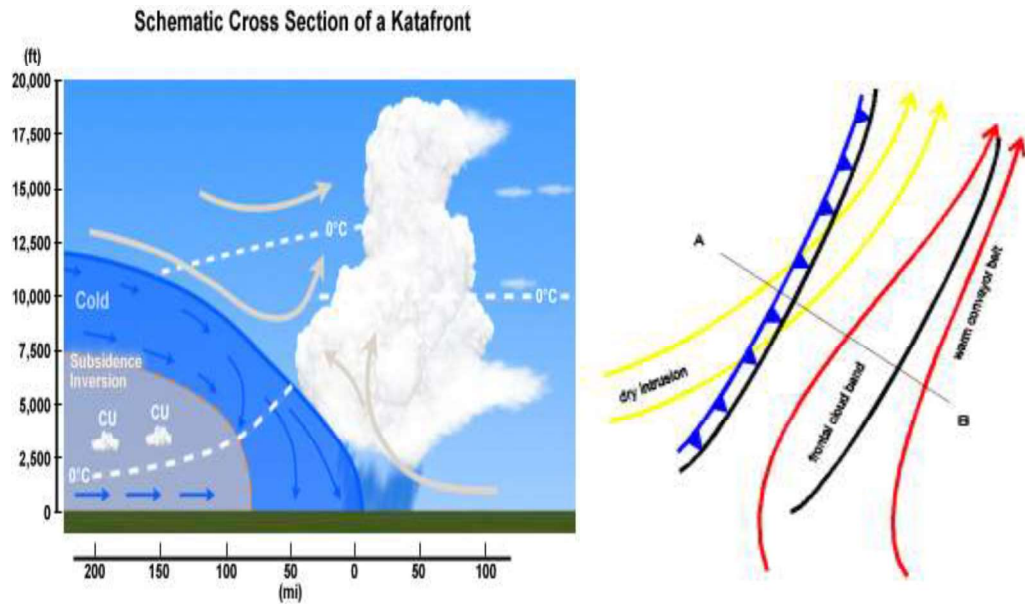 Schematic Cross Section of a Katafront
(ft)
20,000
17,500
15,000
12,500
10,000
7,500
5,000
2,500
0
0°C
0°C
Cold
Subsidence
Inversion
CU
CU
0°C
200
150
100
50
0
50
100
(mi)
A
B
dry intrusion
frontal cloud band
warm conveyor belt